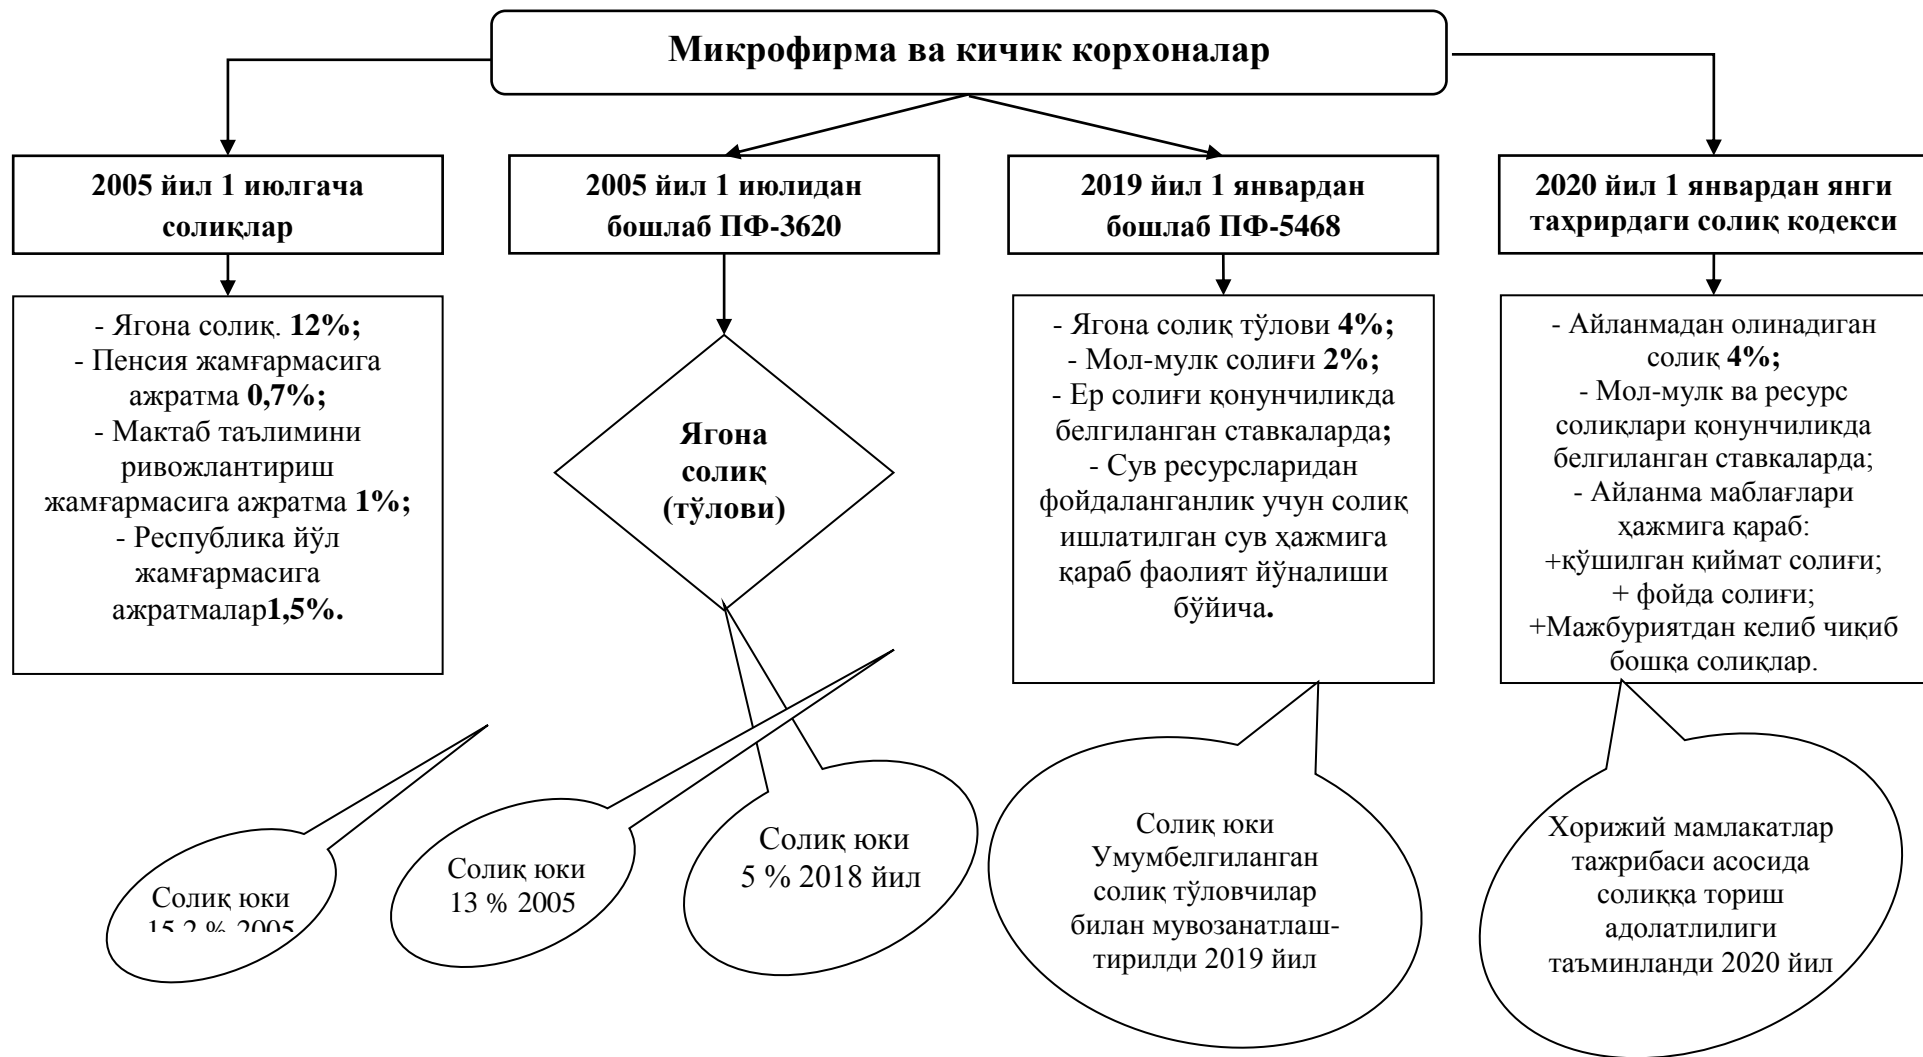 Микрофирма ва кичик корхоналар
2005 йил 1 июлгача
солиқлар
2005 йил 1 июлидан
бошлаб ПФ-3620
2019 йил 1 январдан
бошлаб ПФ-5468
2020 йил 1 январдан янги
таҳрирдаги солиқ кодекси
- Ягона солиқ. 12%;
- Пенсия жамғармасига
ажратма 0,7%;
- Мактаб таълимини
ривожлантириш
жамғармасига ажратма 1%;
- Республика йўл
жамғармасига
ажратмалар1,5%.
Ягона
солиқ
(тўлови)
- Ягона солиқ тўлови 4%;
- Мол-мулк солиғи 2%;
- Ер солиғи қонунчиликда
белгиланган ставкаларда;
- Сув ресурсларидан
фойдаланганлик учун солиқ
ишлатилган сув ҳажмига
қараб фаолият йўналиши
бўйича.
- Айланмадан олинадиган
солиқ 4%;
- Мол-мулк ва ресурс
солиқлари қонунчиликда
белгиланган ставкаларда;
- Айланма маблағлари
ҳажмига қараб:
+қўшилган қиймат солиғи;
+ фойда солиғи;
+Мажбуриятдан келиб чиқиб
бошқа солиқлар.
Солиқ юки
15,2 % 2005
Солиқ юки
13 % 2005
Солиқ юки
5 % 2018 йил
Солиқ юки
Умумбелгиланган
солиқ тўловчилар
билан мувозанатлаш-
тирилди 2019 йил
Хорижий мамлакатлар
тажрибаси асосида
солиққа ториш
адолатлилиги
таъминланди 2020 йил